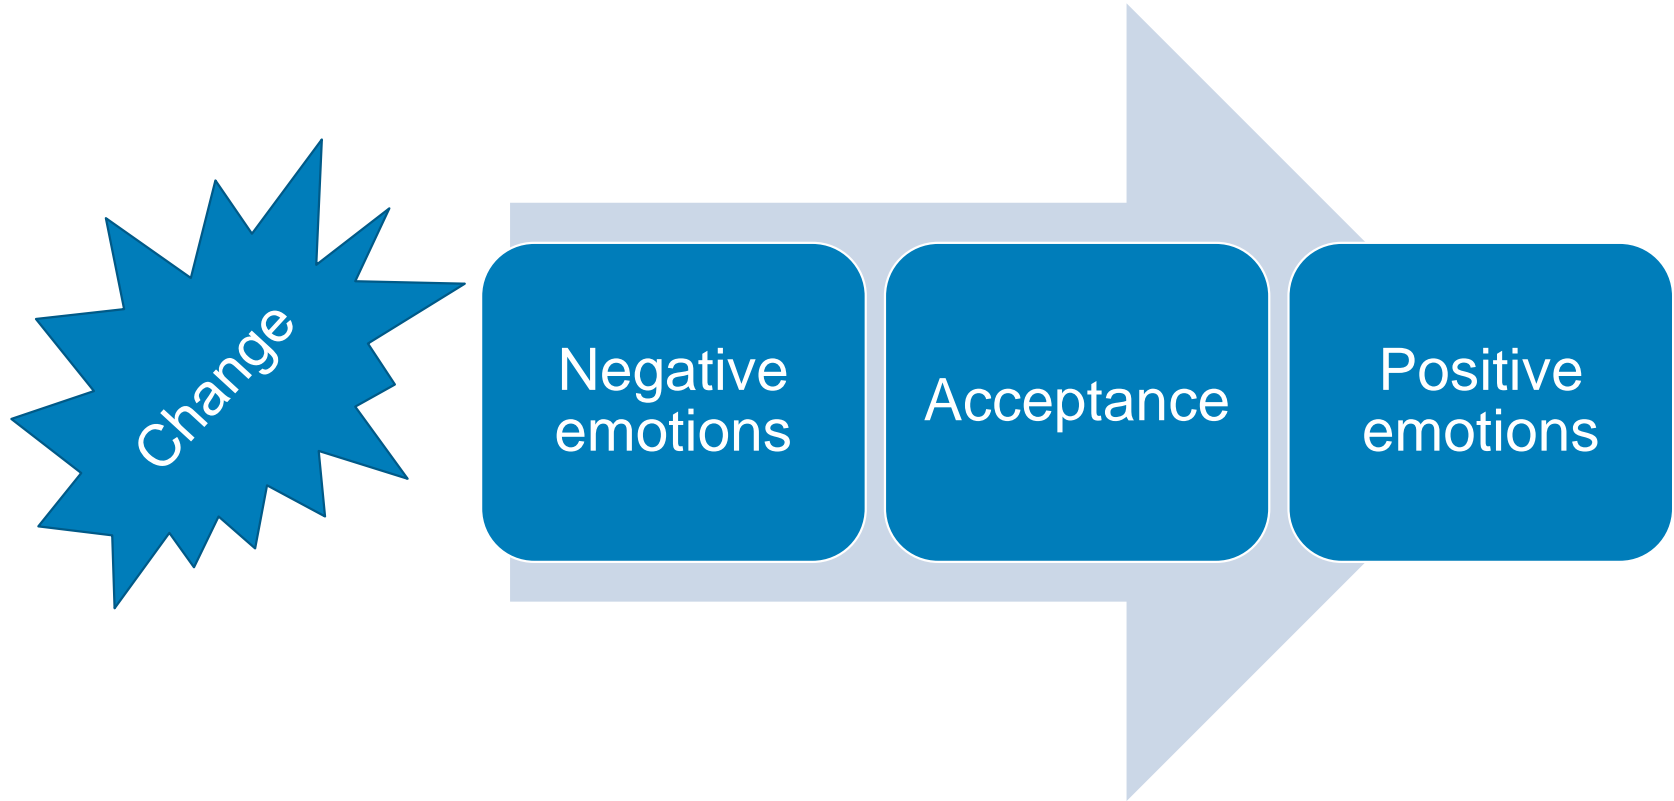 Change
Negative
emotions
Acceptance
Positive
emotions